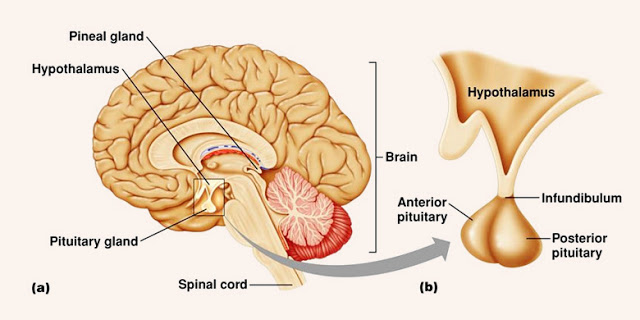 Pineal gland
Hypothalamus
Pituitary gland
Spinal cord
Brain
(a)
Hypothalamus
Anterior
pituitary
Infundibulum
Posterior
pituitary
(b)